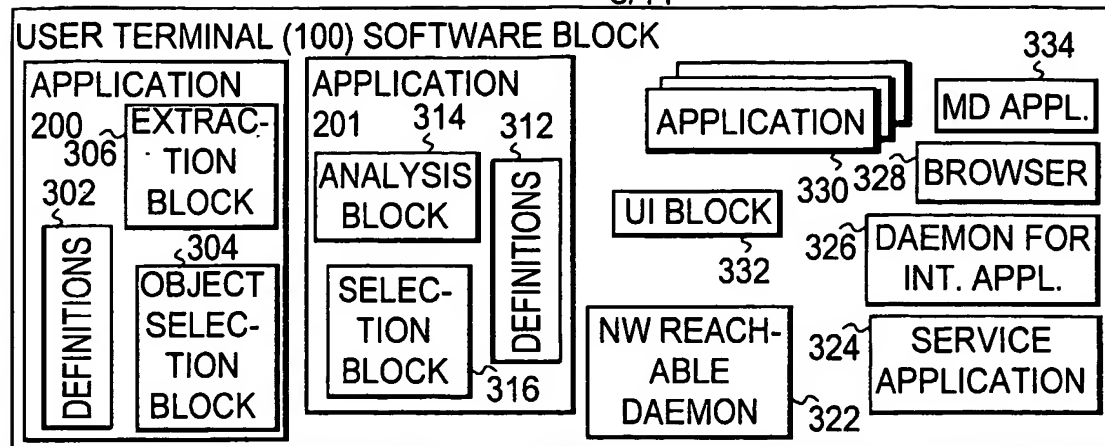 USER TERMINAL (100) SOFTWARE BLOCK
APPLICATION
200
306
EXTRAC-
TION
BLOCK
302
DEFINITIONS
304
OBJECT
SELEC-
TION
BLOCK
APPLICATION
201
314
312
ANALYSIS
BLOCK
DEFINITIONS
SELEC-
TION
BLOCK
316
APPLICATION
330
UI BLOCK
332
NW REACH-
ABLE
DAEMON
322
334
MD APPL.
328
BROWSER
326
DAEMON FOR
INT. APPL.
324
SERVICE
APPLICATION